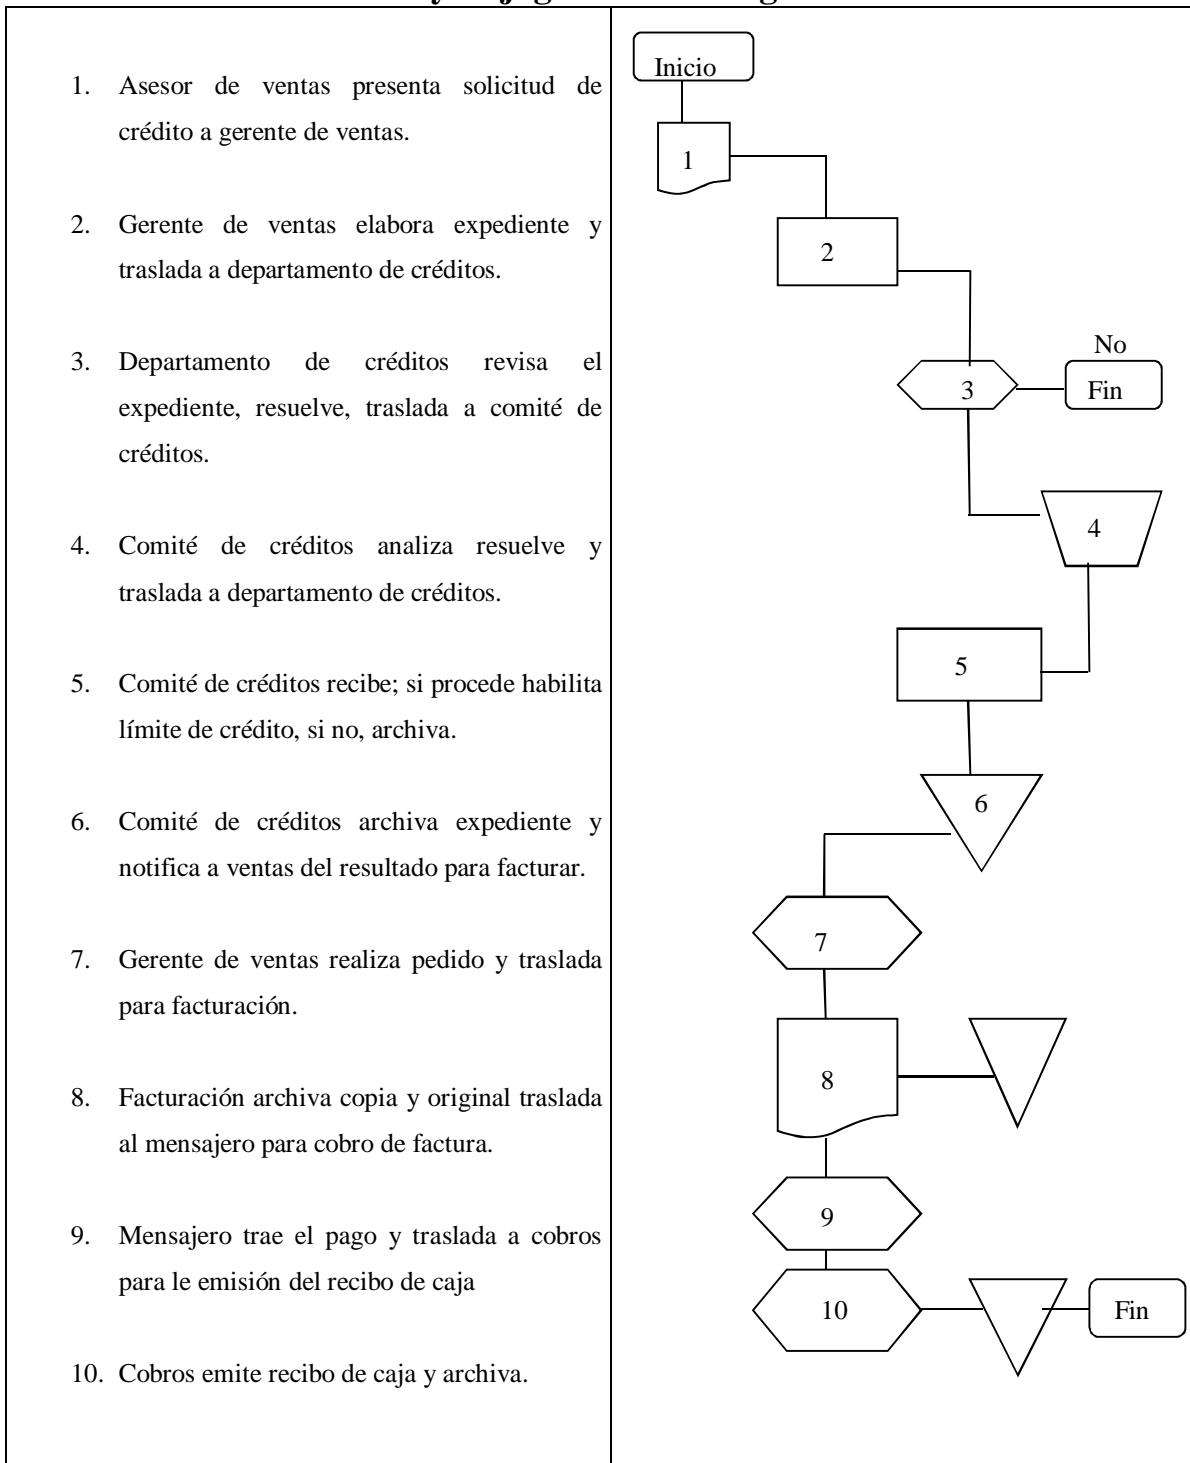 1. Asesor de ventas presenta solicitud de
crédito a gerente de ventas.
2. Gerente de ventas elabora expediente y
traslada a departamento de créditos.
3. Departamento de créditos revisa el
expediente, resuelve, traslada a comité de
créditos.
4. Comité de créditos analiza resuelve y
traslada a departamento de créditos.
5. Comité de créditos recibe; si procede habilita
límite de crédito, si no, archiva.
6. Comité de créditos archiva expediente y
notifica a ventas del resultado para facturar.
7. Gerente de ventas realiza pedido y traslada
para facturación.
8. Facturación archiva copia y original traslada
al mensajero para cobro de factura.
9. Mensajero trae el pago y traslada a cobros
para le emisión del recibo de caja
10. Cobros emite recibo de caja y archiva.
Inicio
1
2
No
3
Fin
4
5
6
7
8
9
10
Fin